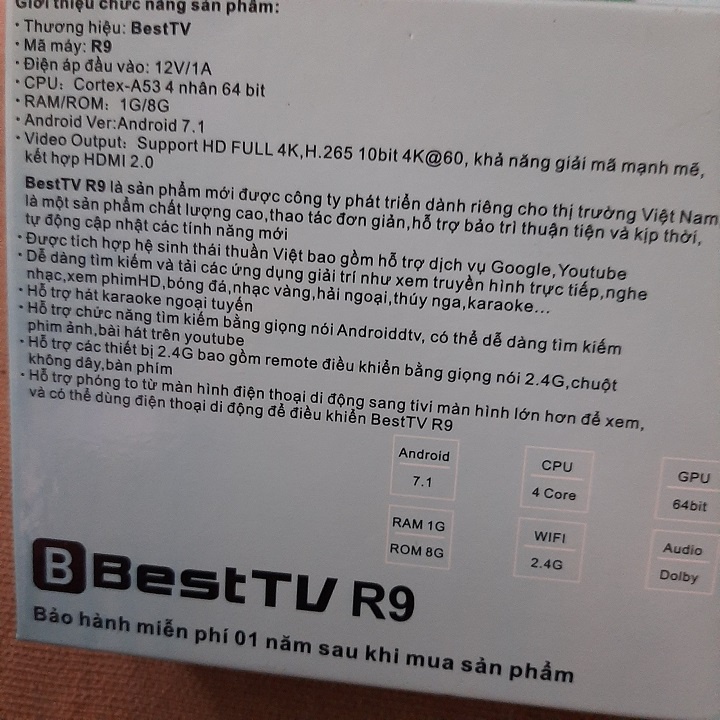 Giới thiệu chức năng sản phẩm:
· Thương hiệu: BestTV
· Mã máy: R9
· Điện áp đầu vào: 12V/1A
· CPU: Cortex-A53 4 nhân 64 bit
· RAM/ROM: 1G/8G
· Android Ver:Android 7.1
· Video Output: Support HD FULL 4K,H.265 10bit 4K@60, khả năng giải mã mạnh mẽ,
kết hợp HDMI 2.0
BestTV R9 là sản phẩm mới được công ty phát triển dành riêng cho thị trường Việt Nam
là một sản phẩm chất lượng cao,thao tác đơn giản,hỗ trợ bảo trì thuận tiện và kịp thời,
tự động cập nhật các tính năng mới
· Được tích hợp hệ sinh thái thuần Việt bao gồm hỗ trợ dịch vụ Google,Youtube
· Dễ dàng tìm kiếm và tải các ứng dụng giải trí như xem truyền hình trực tiếp,nghe
nhạc,xem phimHD,bóng đá,nhạc vàng,hải ngoại,thúy nga,karaoke...
· Hỗ trợ hát karaoke ngoại tuyến
· Hỗ trợ chức năng tìm kiếm bằng giọng nói Androiddtv, có thể dễ dàng tìm kiếm
phim ảnh,bài hát trên youtube
· Hỗ trợ các thiết bị 2.4G bao gồm remote điều khiển bằng giọng nói 2.4G,chuột
không dây,bàn phím
· Hỗ trợ phóng to từ màn hình điện thoại di động sang tivi màn hình lớn hơn để xem,
và có thể dùng điện thoại di động để điều khiển BestTV R9
Android
7.1
CPU
4 Core
GPU
64bit
RAM 1G
ROM 8G
WIFI
2.4G
Audio
Dolby
B BestTV R9
Bảo hành miễn phí 01 năm sau khi mua sản phẩm